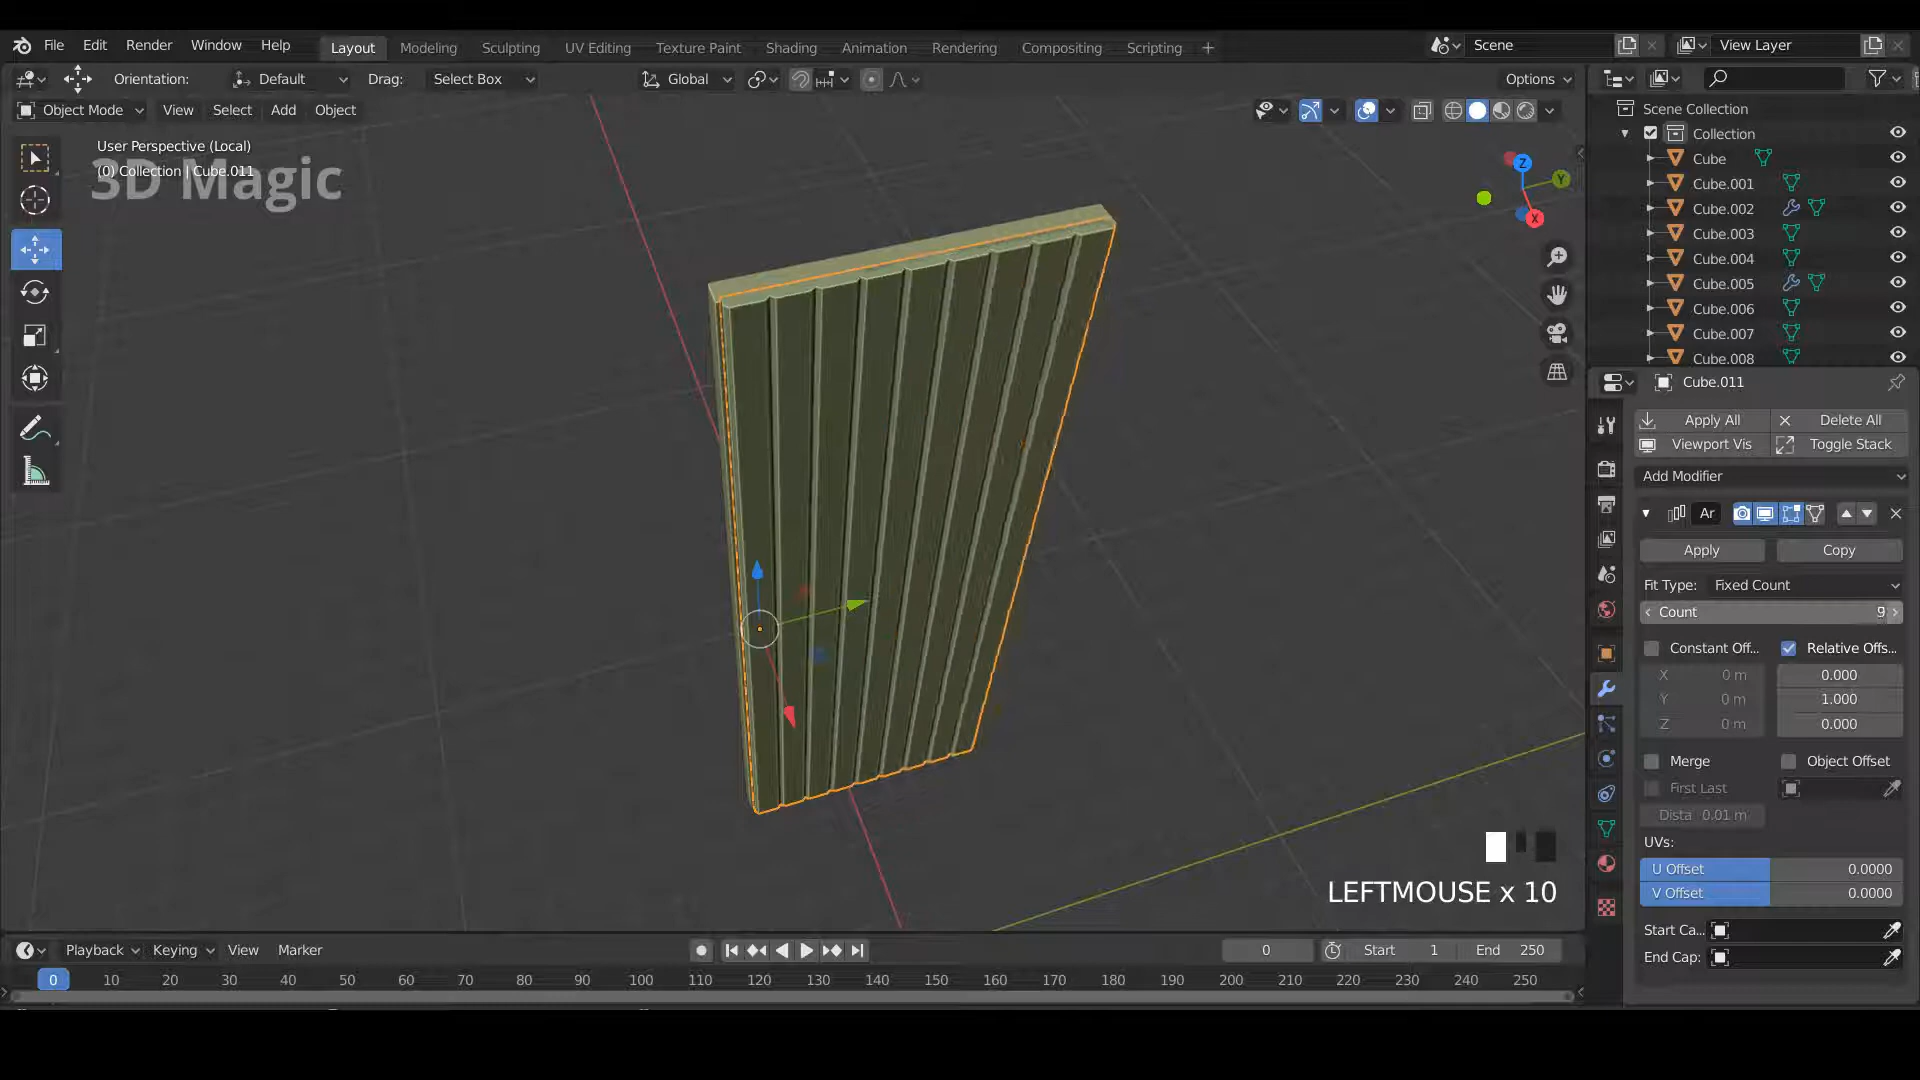 File Edit Render Window Help Layout Modeling Sculpting UV Editing Texture Paint Shading Animation Rendering Compositing Scripting + Scene View Layer
Orientation: Default Drag: Select Box Global Options
Object Mode View Select Add Object
User Perspective (Local)
(0) Collection | Cube.011
3D Magic
Z
Y
X
Scene Collection
Collection
Cube
Cube.001
Cube.002
Cube.003
Cube.004
Cube.005
Cube.006
Cube.007
Cube.008
Cube.011
Apply All Delete All
Viewport Vis Toggle Stack
Add Modifier
Ar
Apply Copy
Fit Type: Fixed Count
Count 9
Constant Off... Relative Offs...
X 0 m 0.000
Y 0 m 1.000
Z 0 m 0.000
Merge Object Offset
First Last
Dista 0.01 m
UVs:
U Offset 0.0000
V Offset 0.0000
Start Ca...
End Cap:
LEFTMOUSE x 10
Playback Keying View Marker 0 Start 1 End 250
0 10 20 30 40 50 60 70 80 90 100 110 120 130 140 150 160 170 180 190 200 210 220 230 240 250